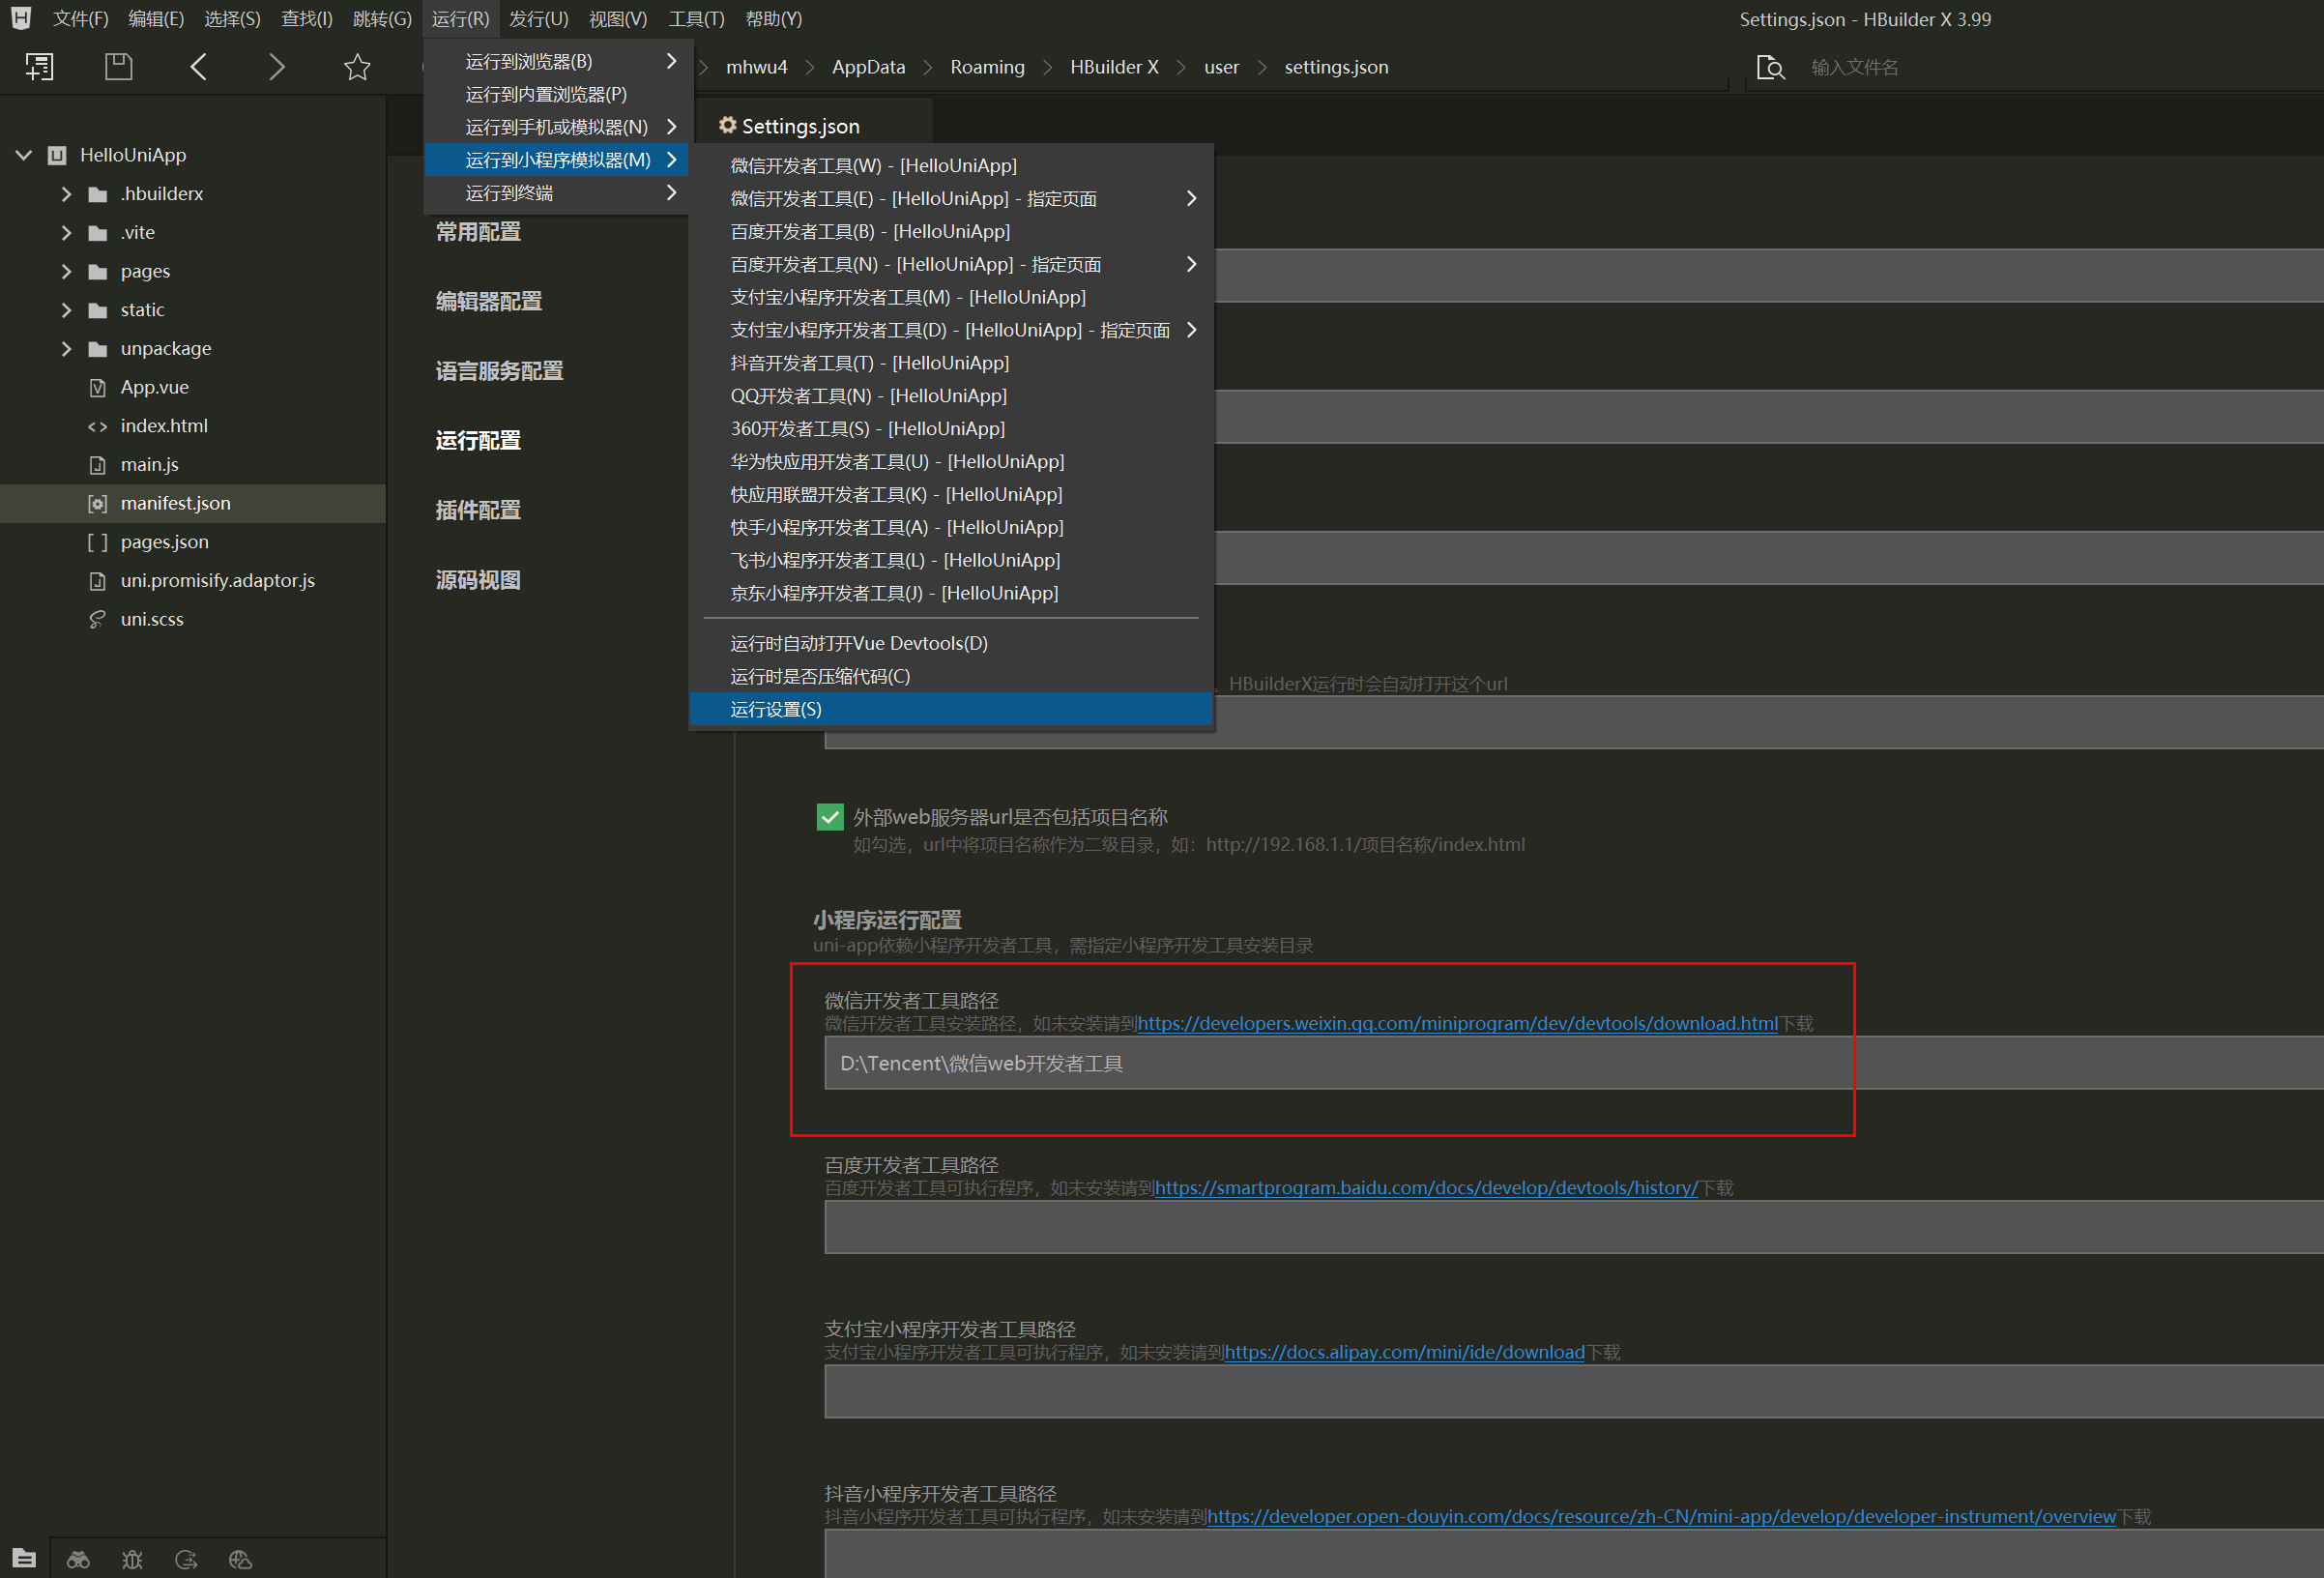 文件(F) 编辑(E) 选择(S) 查找(I) 跳转(G) 运行(R) 发行(U) 视图(V) 工具(T) 帮助(Y)
Settings.json - HBuilder X 3.99
mhwu4 AppData Roaming HBuilder X user settings.json
输入文件名
运行到浏览器(B)
运行到内置浏览器(P)
运行到手机或模拟器(N)
运行到小程序模拟器(M)
运行到终端
Settings.json
HelloUniApp
.hbuilderx
.vite
pages
static
unpackage
App.vue
index.html
main.js
manifest.json
pages.json
uni.promisify.adaptor.js
uni.scss
常用配置
编辑器配置
语言服务配置
运行配置
插件配置
源码视图
微信开发者工具(W) - [HelloUniApp]
微信开发者工具(E) - [HelloUniApp] - 指定页面
百度开发者工具(B) - [HelloUniApp]
百度开发者工具(N) - [HelloUniApp] - 指定页面
支付宝小程序开发者工具(M) - [HelloUniApp]
支付宝小程序开发者工具(D) - [HelloUniApp] - 指定页面
抖音开发者工具(T) - [HelloUniApp]
QQ开发者工具(N) - [HelloUniApp]
360开发者工具(S) - [HelloUniApp]
华为快应用开发者工具(U) - [HelloUniApp]
快应用联盟开发者工具(K) - [HelloUniApp]
快手小程序开发者工具(A) - [HelloUniApp]
飞书小程序开发者工具(L) - [HelloUniApp]
京东小程序开发者工具(J) - [HelloUniApp]
运行时自动打开Vue Devtools(D)
运行时是否压缩代码(C)
运行设置(S)
HBuilderX运行时会自动打开这个url
外部web服务器url是否包括项目名称
如勾选，url中将项目名称作为二级目录，如：http://192.168.1.1/项目名称/index.html
小程序运行配置
uni-app依赖小程序开发者工具，需指定小程序开发工具安装目录
微信开发者工具路径
微信开发者工具安装路径，如未安装请到https://developers.weixin.qq.com/miniprogram/dev/devtools/download.html下载
D:\Tencent\微信web开发者工具
百度开发者工具路径
百度开发者工具可执行程序，如未安装请到https://smartprogram.baidu.com/docs/develop/devtools/history/下载
支付宝小程序开发者工具路径
支付宝小程序开发者工具可执行程序，如未安装请到https://docs.alipay.com/mini/ide/download下载
抖音小程序开发者工具路径
抖音小程序开发者工具可执行程序，如未安装请到https://developer.open-douyin.com/docs/resource/zh-CN/mini-app/develop/developer-instrument/overview下载